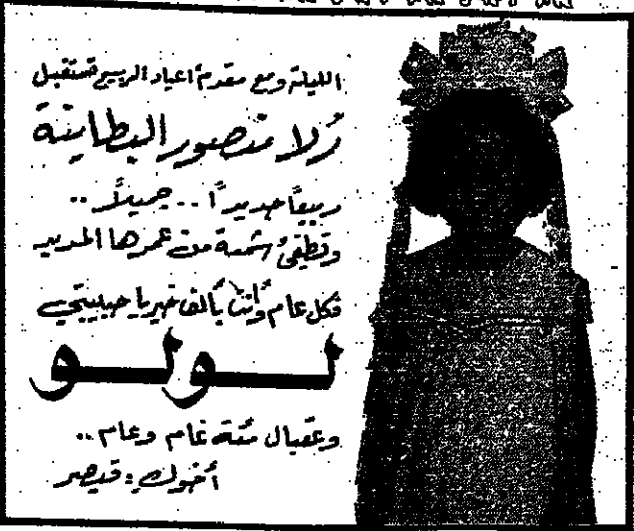 الليلة ومع مقدم أعياد الربيع تستقبل
رُلا منصور البطاينة
ربيعاً جديداً .. جميلاً ..
وتطفئ شمعة من عمرها المديد
فكل عام وأنت بألف خير يا حبيبتي
لولو
وعقبال مئة عام وعام ..
أخوك : قيصر